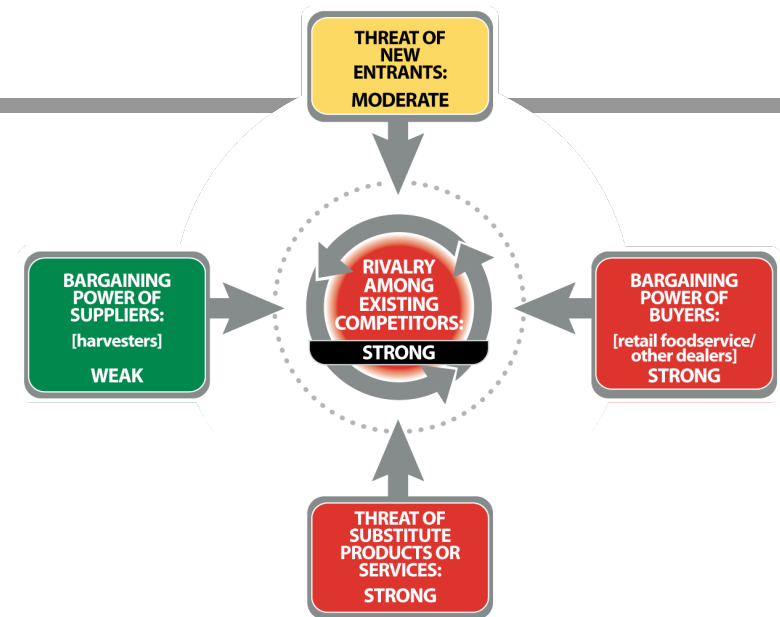 THREAT OF
NEW
ENTRANTS:
MODERATE
BARGAINING
POWER OF
SUPPLIERS:
[harvesters]
WEAK
RIVALRY
AMONG
EXISTING
COMPETITORS:
STRONG
BARGAINING
POWER OF
BUYERS:
[retail foodservice/
other dealers]
STRONG
THREAT OF
SUBSTITUTE
PRODUCTS OR
SERVICES:
STRONG